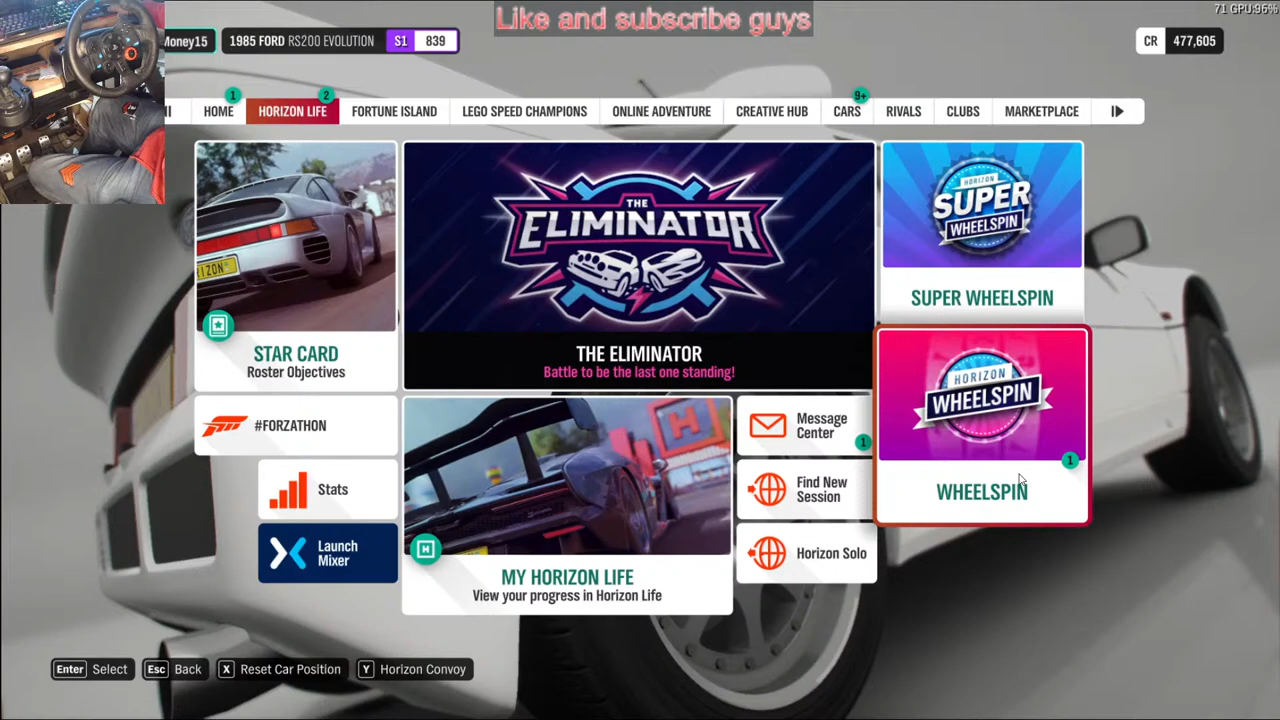 Like and subscribe guys
71 GPU:96%
Money15
1985 FORD RS200 EVOLUTION S1 839
CR 477,605
1 2 9+
HOME HORIZON LIFE FORTUNE ISLAND LEGO SPEED CHAMPIONS ONLINE ADVENTURE CREATIVE HUB CARS RIVALS CLUBS MARKETPLACE
HORIZON
STAR CARD
Roster Objectives
THE
ELIMINATOR
THE ELIMINATOR
Battle to be the last one standing!
HORIZON
SUPER
WHEELSPIN
SUPER WHEELSPIN
HORIZON
WHEELSPIN
1
WHEELSPIN
#FORZATHON
Stats
Launch
Mixer
H
MY HORIZON LIFE
View your progress in Horizon Life
Message
Center
1
Find New
Session
Horizon Solo
Enter Select Esc Back X Reset Car Position Y Horizon Convoy